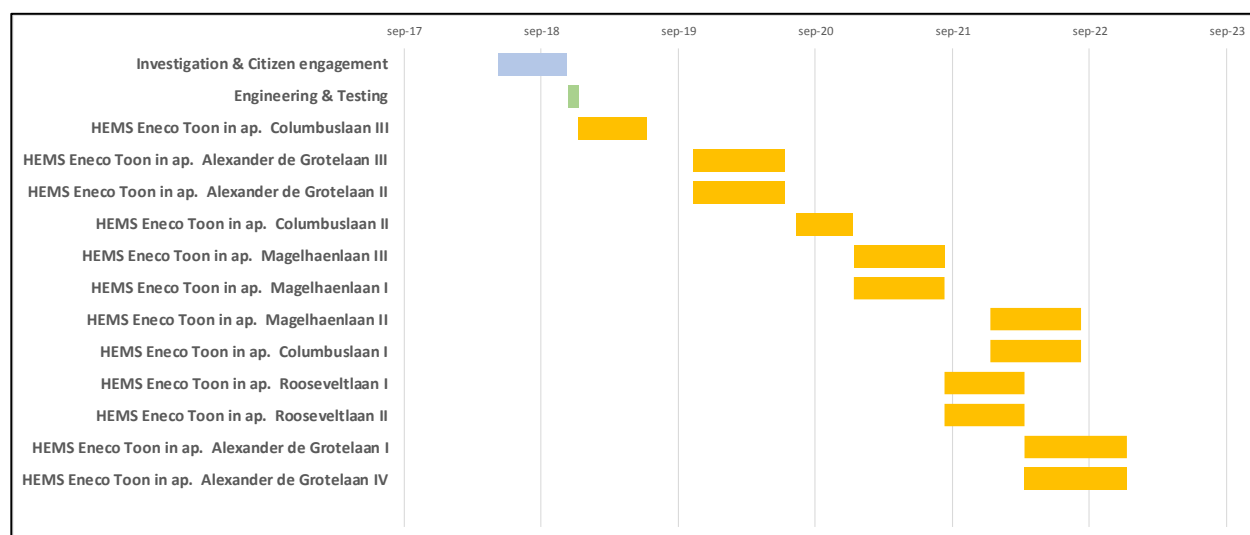 sep-17 sep-18 sep-19 sep-20 sep-21 sep-22 sep-23
Investigation & Citizen engagement
Engineering & Testing
HEMS Eneco Toon in ap. Columbuslaan III
HEMS Eneco Toon in ap. Alexander de Grotelaan III
HEMS Eneco Toon in ap. Alexander de Grotelaan II
HEMS Eneco Toon in ap. Columbuslaan II
HEMS Eneco Toon in ap. Magelhaenlaan III
HEMS Eneco Toon in ap. Magelhaenlaan I
HEMS Eneco Toon in ap. Magelhaenlaan II
HEMS Eneco Toon in ap. Columbuslaan I
HEMS Eneco Toon in ap. Rooseveltlaan I
HEMS Eneco Toon in ap. Rooseveltlaan II
HEMS Eneco Toon in ap. Alexander de Grotelaan I
HEMS Eneco Toon in ap. Alexander de Grotelaan IV